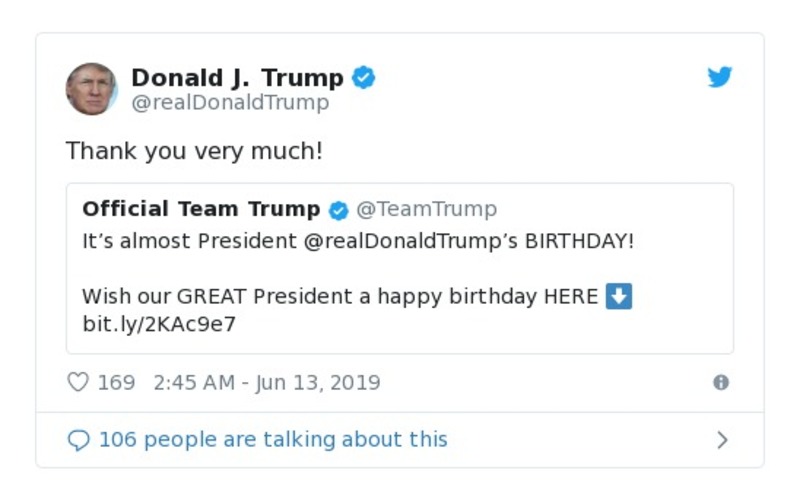 Donald J. Trump
@realDonaldTrump
Thank you very much!
Official Team Trump @TeamTrump
It’s almost President @realDonaldTrump’s BIRTHDAY!
Wish our GREAT President a happy birthday HERE ⬇
bit.ly/2KAc9e7
169 2:45 AM - Jun 13, 2019
106 people are talking about this